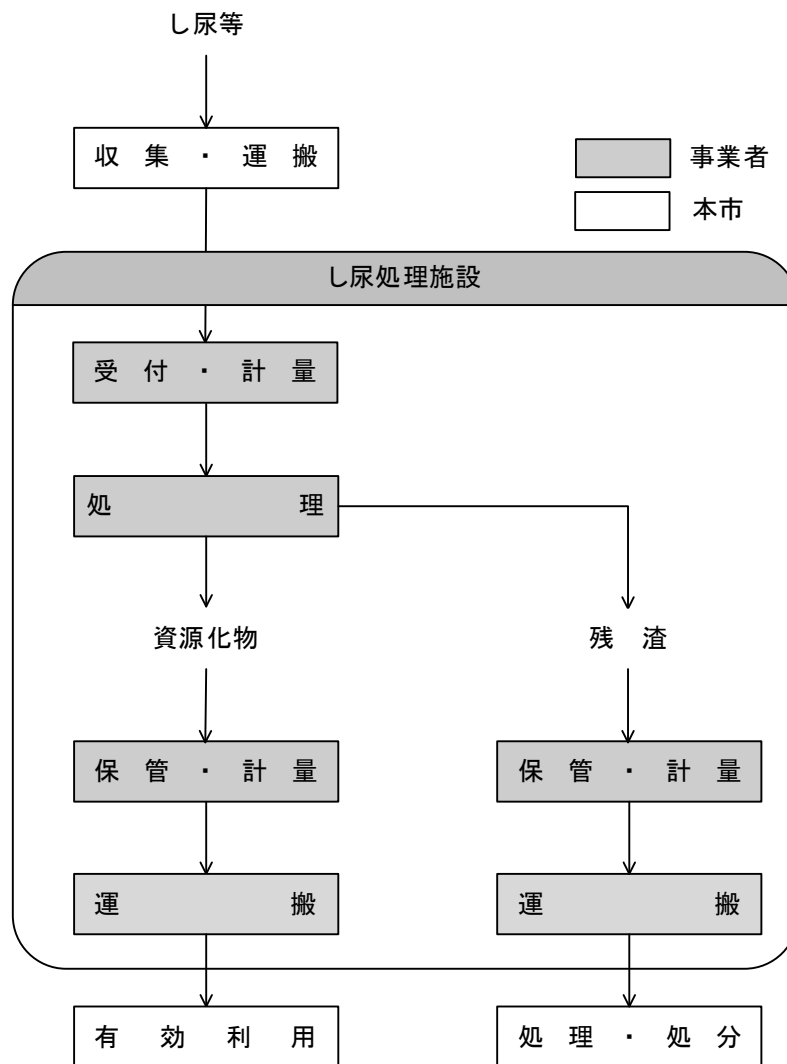 し尿等
収集・運搬
事業者
本市
し尿処理施設
受付・計量
処理
資源化物
残渣
保管・計量
保管・計量
運搬
運搬
有効利用
処理・処分